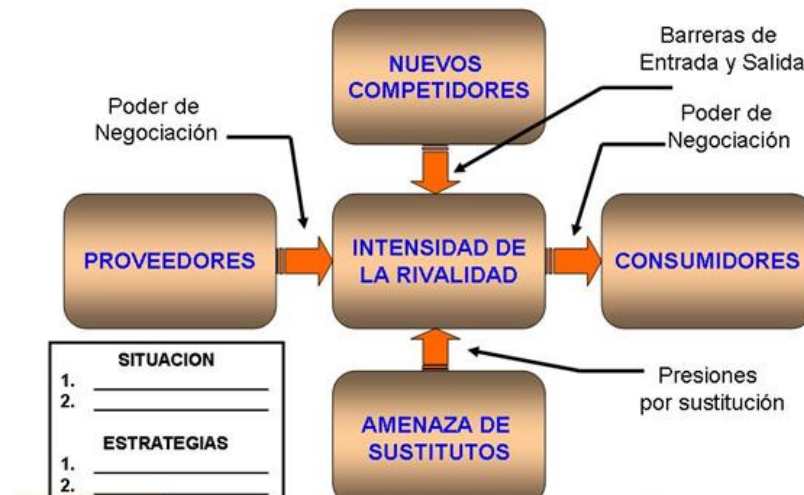 NUEVOS
COMPETIDORES
Barreras de
Entrada y Salida
Poder de
Negociación
Poder de
Negociación
PROVEEDORES
INTENSIDAD DE
LA RIVALIDAD
CONSUMIDORES
SITUACION
1.
2.
ESTRATEGIAS
1.
2.
AMENAZA DE
SUSTITUTOS
Presiones
por sustitución